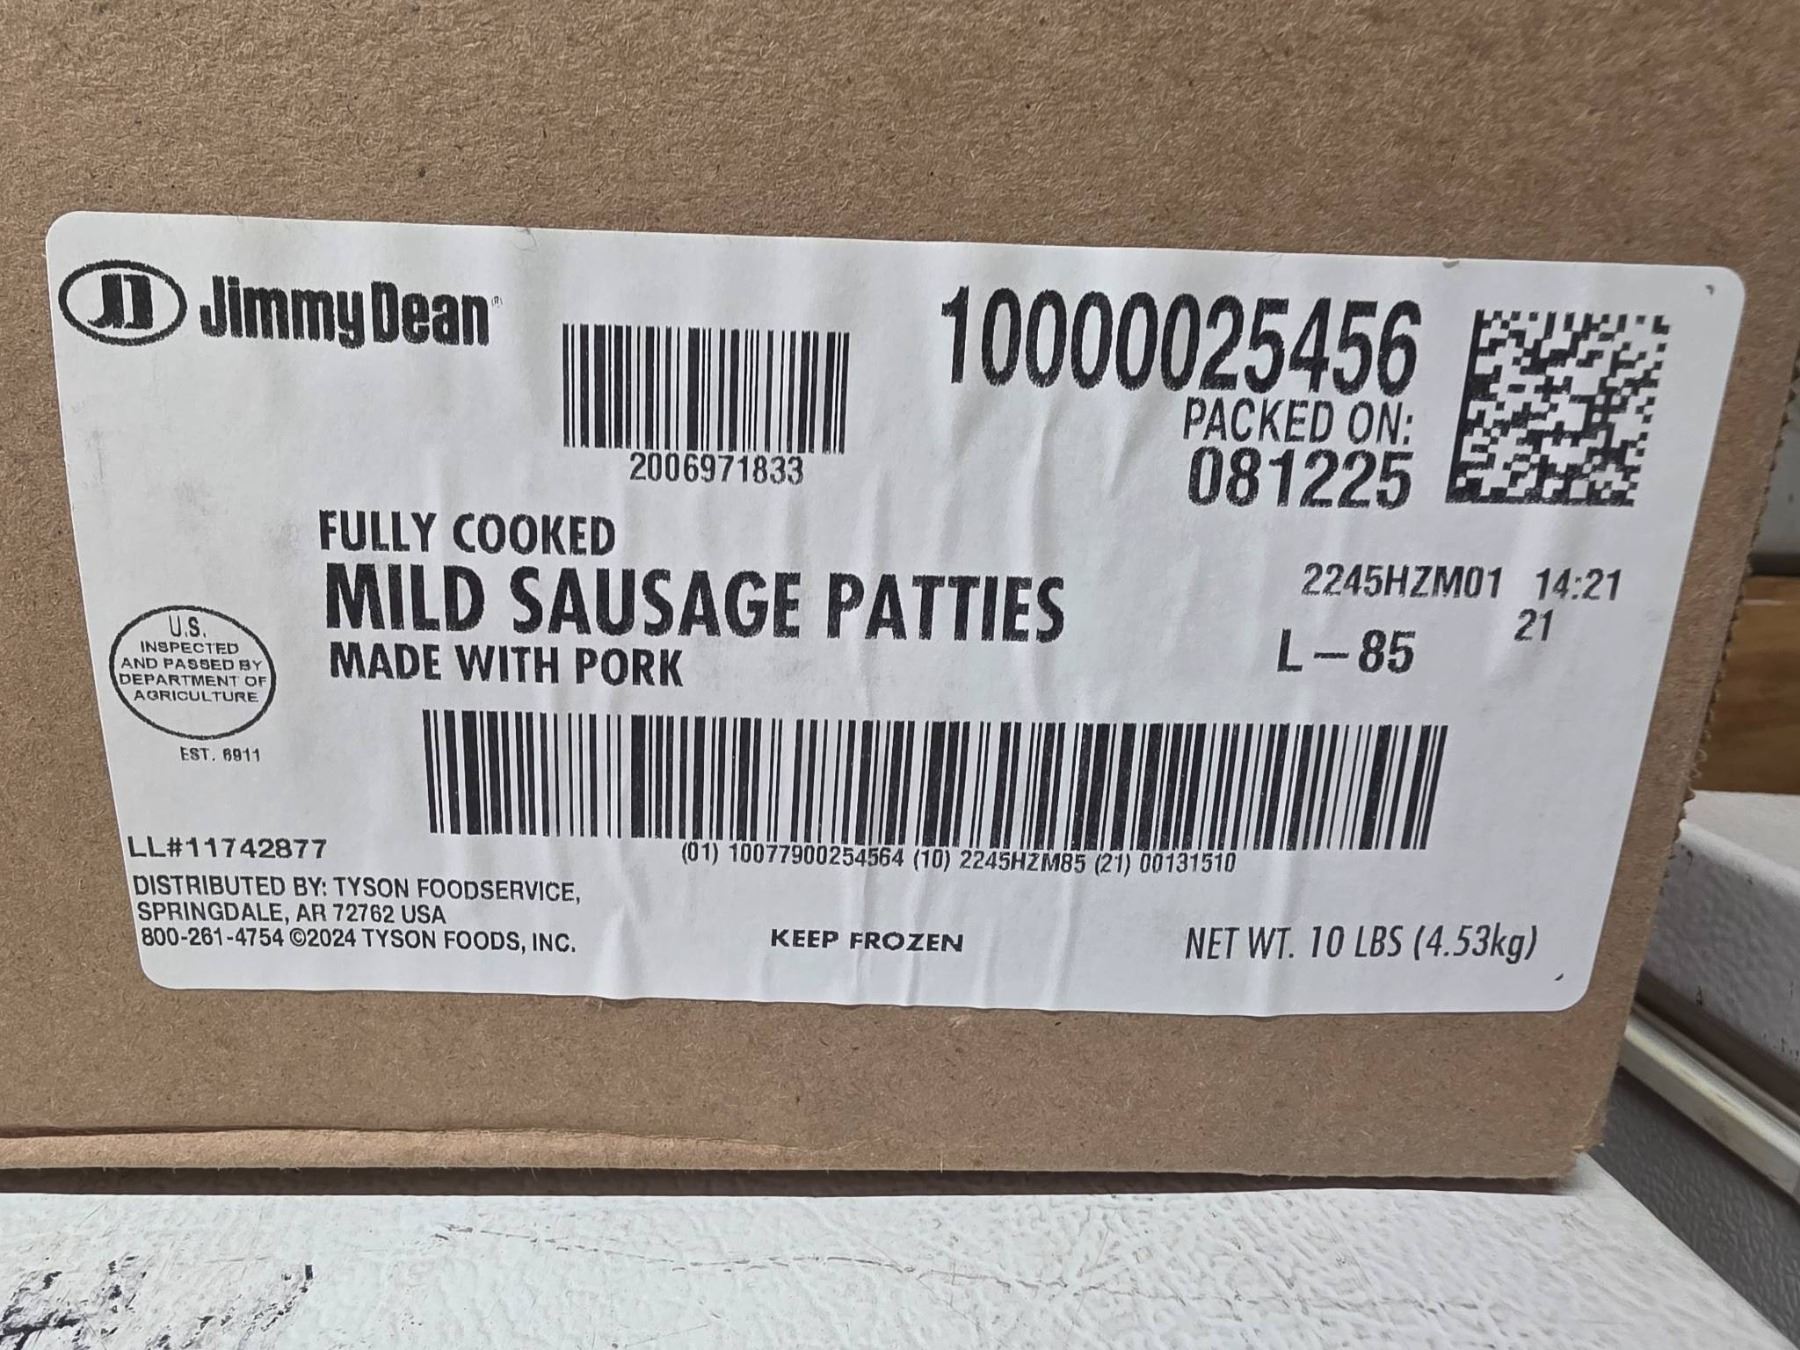 JD Jimmy Dean®
2006971833
10000025456
PACKED ON:
081225
FULLY COOKED
MILD SAUSAGE PATTIES
MADE WITH PORK
2245HZM01 14:21
21
L-85
U.S.
INSPECTED
AND PASSED BY
DEPARTMENT OF
AGRICULTURE
EST. 6911
(01) 10077900254564 (10) 2245HZM85 (21) 00131510
LL#11742877
DISTRIBUTED BY: TYSON FOODSERVICE,
SPRINGDALE, AR 72762 USA
800-261-4754 ©2024 TYSON FOODS, INC.
KEEP FROZEN
NET WT. 10 LBS (4.53kg)